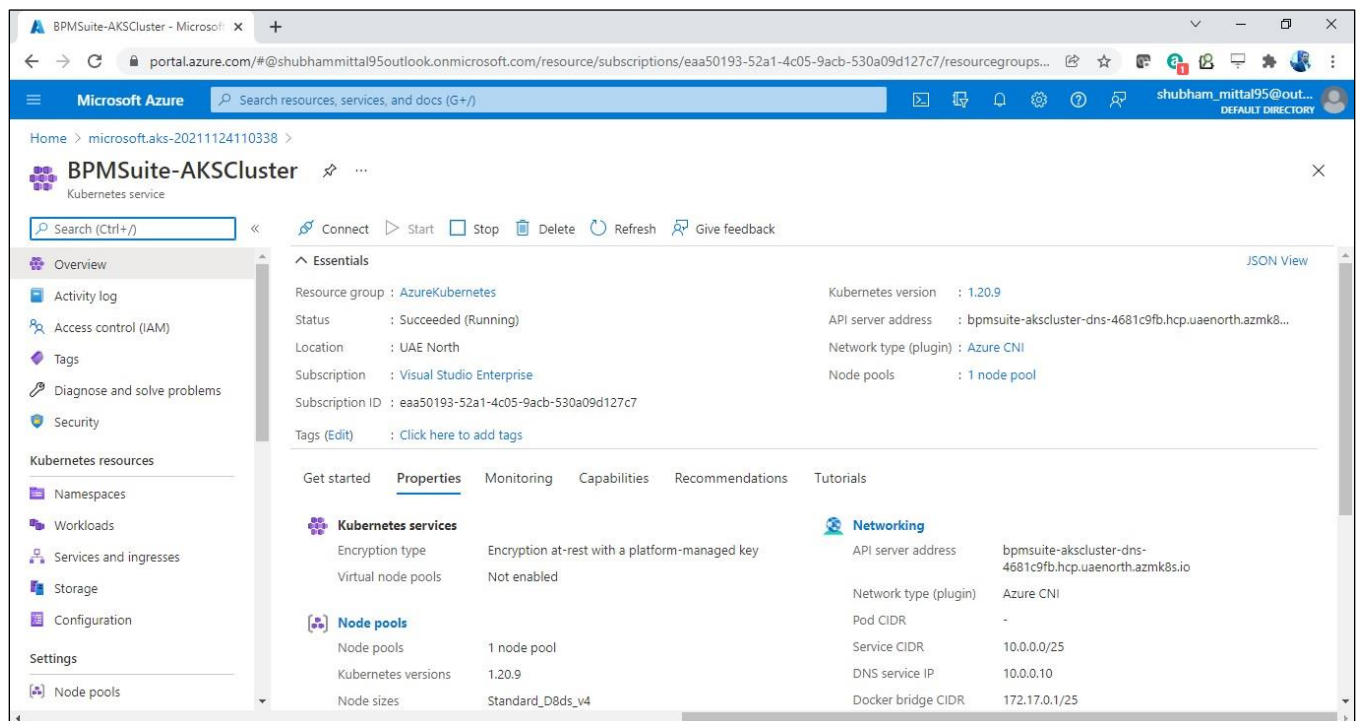 BPMSuite-AKSCluster - Microsoft
portal.azure.com/#@shubhammittal95outlook.onmicrosoft.com/resource/subscriptions/eaa50193-52a1-4c05-9acb-530a09d127c7/resourcegroups...
Microsoft Azure
Search resources, services, and docs (G+/)
shubham_mittal95@out...
DEFAULT DIRECTORY
Home > microsoft.aks-20211124110338 >
BPMSuite-AKSCluster
Kubernetes service
Search (Ctrl+/)
Overview
Activity log
Access control (IAM)
Tags
Diagnose and solve problems
Security
Kubernetes resources
Namespaces
Workloads
Services and ingresses
Storage
Configuration
Settings
Node pools
Connect Start Stop Delete Refresh Give feedback
Essentials
JSON View
Resource group : AzureKubernetes
Status : Succeeded (Running)
Location : UAE North
Subscription : Visual Studio Enterprise
Subscription ID : eaa50193-52a1-4c05-9acb-530a09d127c7
Tags (Edit) : Click here to add tags
Kubernetes version : 1.20.9
API server address : bpmsuite-akscluster-dns-4681c9fb.hcp.uaenorth.azmk8...
Network type (plugin) : Azure CNI
Node pools : 1 node pool
Get started Properties Monitoring Capabilities Recommendations Tutorials
Kubernetes services
Encryption type Encryption at-rest with a platform-managed key
Virtual node pools Not enabled
Node pools
Node pools 1 node pool
Kubernetes versions 1.20.9
Node sizes Standard_D8ds_v4
Networking
API server address bpmsuite-akscluster-dns-
4681c9fb.hcp.uaenorth.azmk8s.io
Network type (plugin) Azure CNI
Pod CIDR -
Service CIDR 10.0.0.0/25
DNS service IP 10.0.0.10
Docker bridge CIDR 172.17.0.1/25